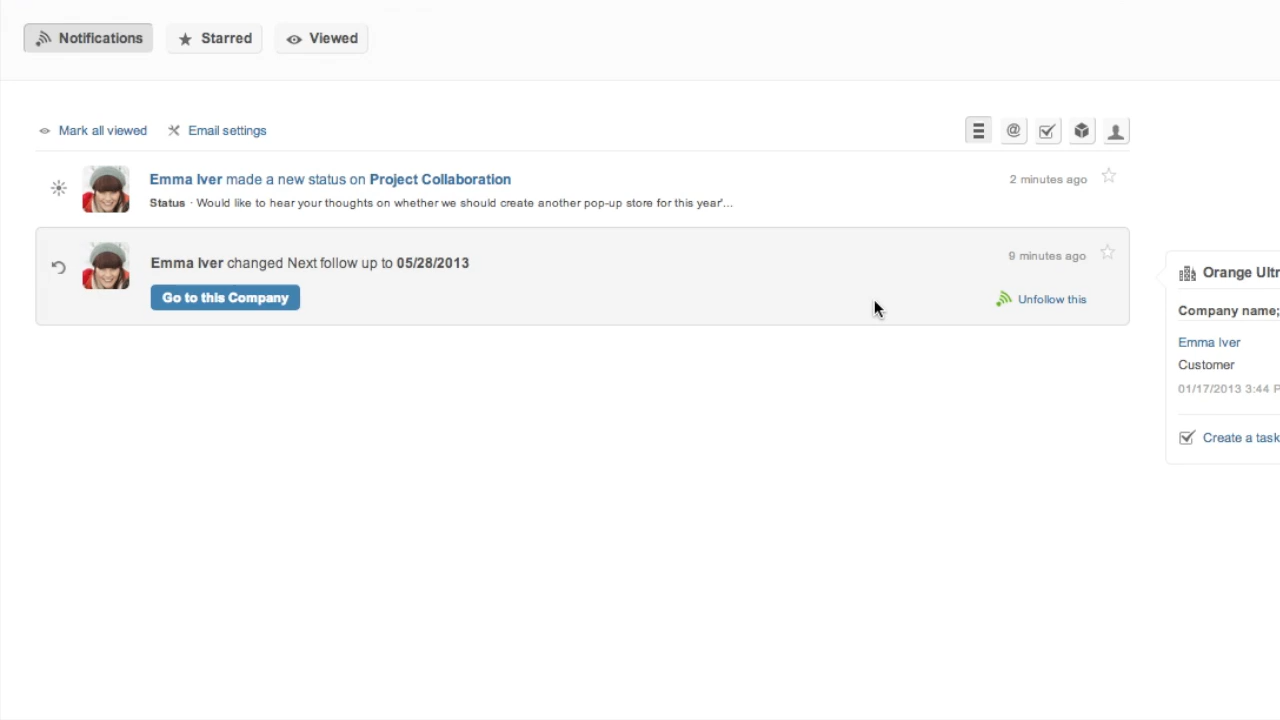 Notifications
Starred
Viewed
Mark all viewed
Email settings
@
Emma Iver made a new status on Project Collaboration
2 minutes ago
Status · Would like to hear your thoughts on whether we should create another pop-up store for this year'...
Emma Iver changed Next follow up to 05/28/2013
9 minutes ago
Go to this Company
Unfollow this
Orange Ultr
Company name;
Emma Iver
Customer
01/17/2013 3:44 P
Create a task